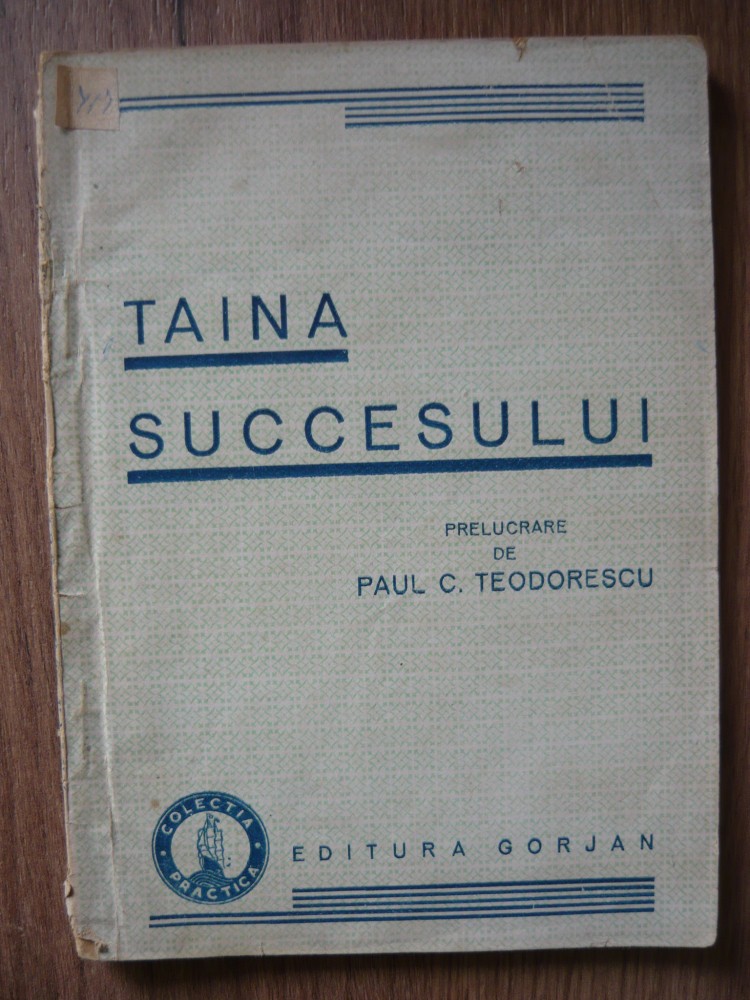 TAINA
SUCCESULUI
PRELUCRARE
DE
PAUL C. TEODORESCU
COLECTIA
PRACTICA
EDITURA GORJAN